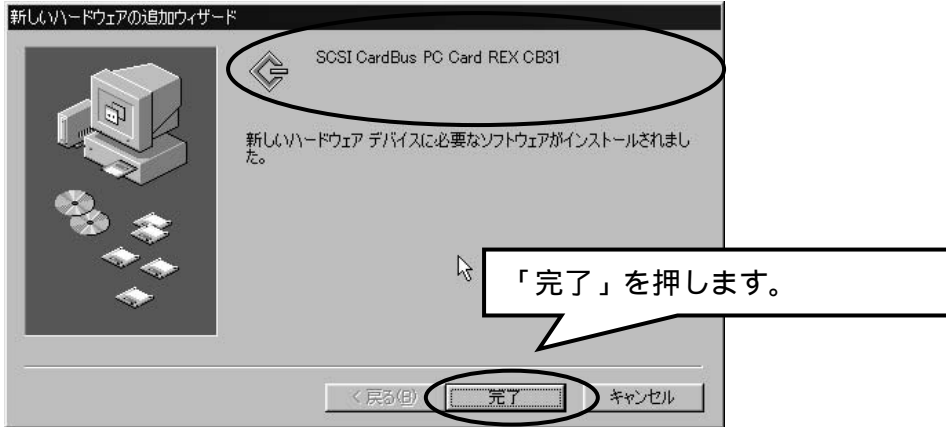 新しいハードウェアの追加ウィザード
SCSI CardBus PC Card REX CB31
新しいハードウェア デバイスに必要なソフトウェアがインストールされまし
た。
「完了」を押します。
< 戻る(B)
完了
キャンセル